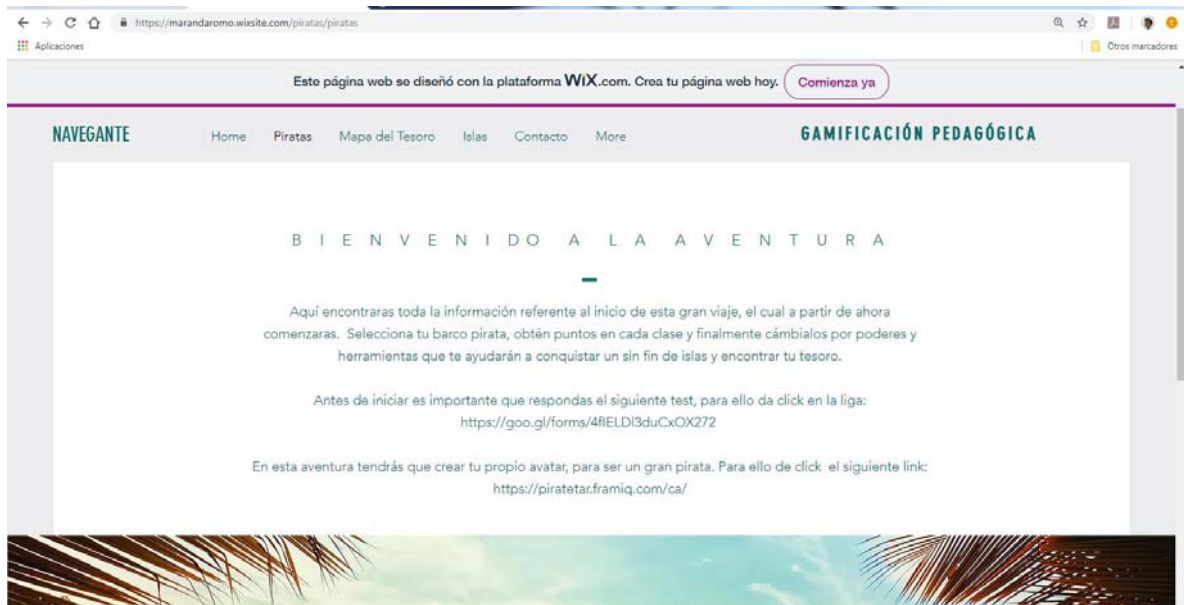 https://marandaromo.wixsite.com/piratas/piratas
Aplicaciones
Otros marcadores
Este página web se diseñó con la plataforma WiX.com. Crea tu página web hoy. Comienza ya
NAVEGANTE Home Piratas Mapa del Tesoro Islas Contacto More GAMIFICACIÓN PEDAGÓGICA
BIENVENIDO A LA AVENTURA
Aquí encontraras toda la información referente al inicio de esta gran viaje, el cual a partir de ahora
comenzaras. Selecciona tu barco pirata, obtén puntos en cada clase y finalmente cámbialos por poderes y
herramientas que te ayudarán a conquistar un sin fin de islas y encontrar tu tesoro.
Antes de iniciar es importante que respondas el siguiente test, para ello da click en la liga:
https://goo.gl/forms/4flELDl3duCxOX272
En esta aventura tendrás que crear tu propio avatar, para ser un gran pirata. Para ello de click el siguiente link:
https://piratetar.framiq.com/ca/